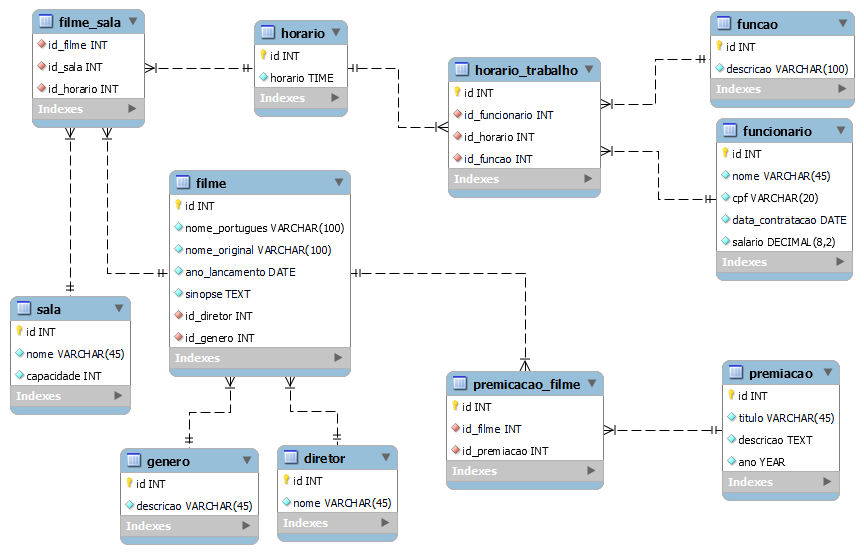 filme_sala
id_filme INT
id_sala INT
id_horario INT
Indexes
horario
id INT
horario TIME
Indexes
horario_trabalho
id INT
id_funcionario INT
id_horario INT
id_funcao INT
Indexes
funcao
id INT
descricao VARCHAR(100)
Indexes
funcionario
id INT
nome VARCHAR(45)
cpf VARCHAR(20)
data_contratacao DATE
salario DECIMAL(8,2)
Indexes
filme
id INT
nome_portugues VARCHAR(100)
nome_original VARCHAR(100)
ano_lancamento DATE
sinopse TEXT
id_diretor INT
id_genero INT
Indexes
sala
id INT
nome VARCHAR(45)
capacidade INT
Indexes
premicacao_filme
id INT
id_filme INT
id_premiacao INT
Indexes
premiacao
id INT
titulo VARCHAR(45)
descricao TEXT
ano YEAR
Indexes
genero
id INT
descricao VARCHAR(45)
Indexes
diretor
id INT
nome VARCHAR(45)
Indexes